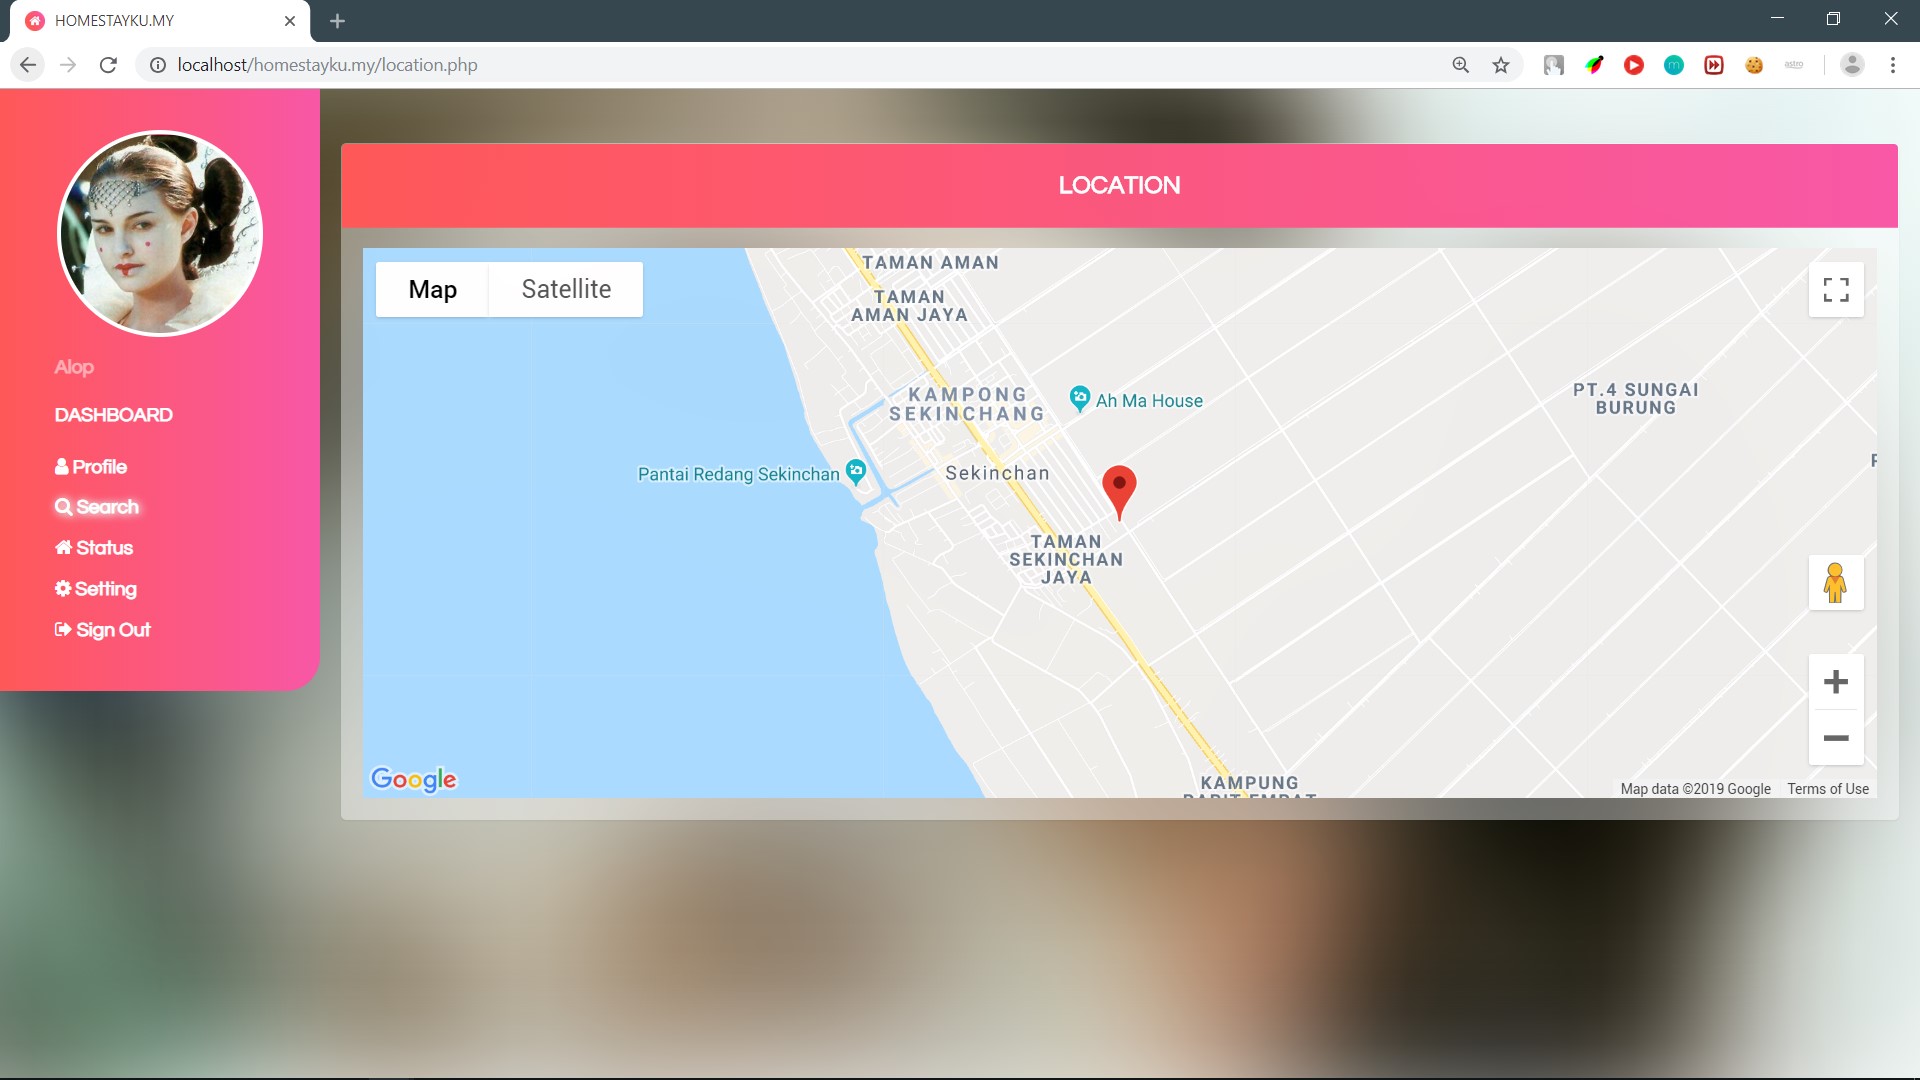 HOMESTAYKU.MY
localhost/homestayku.my/location.php
astro
Alop
DASHBOARD
Profile
Search
Status
Setting
Sign Out
LOCATION
Map
Satellite
TAMAN AMAN
TAMAN
AMAN JAYA
KAMPONG
SEKINCHANG
Ah Ma House
PT.4 SUNGAI
BURUNG
Pantai Redang Sekinchan
Sekinchan
TAMAN
SEKINCHAN
JAYA
KAMPUNG
Google
Map data ©2019 Google
Terms of Use